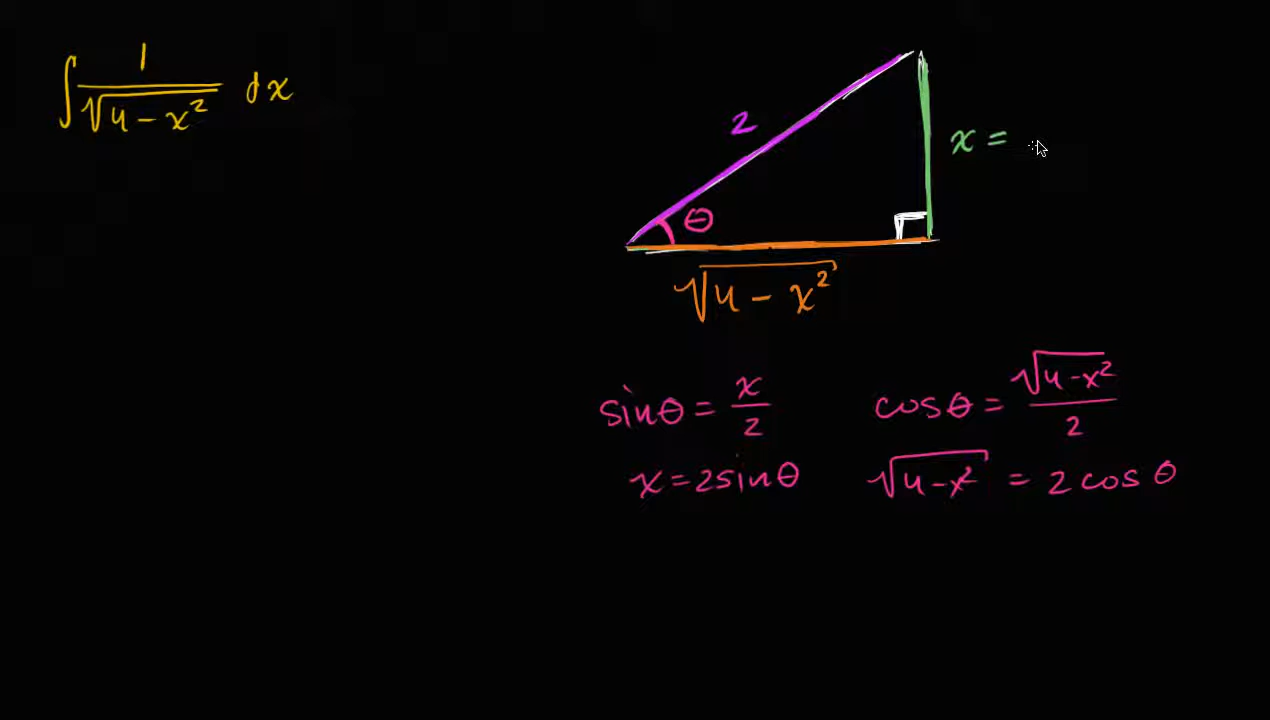 ∫ 1/√(4 − x²) dx
2
x =
θ
√(4 − x²)
sinθ = x/2
cosθ = √(4 − x²)/2
x = 2sinθ
√(4 − x²) = 2 cos θ